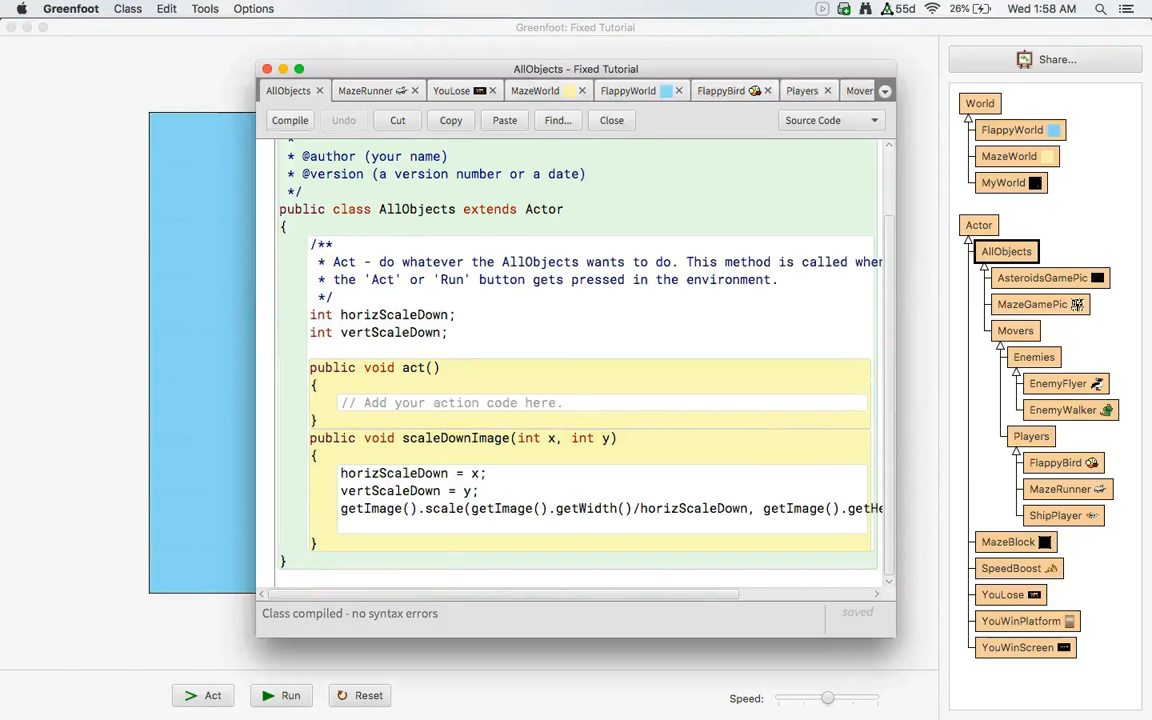 Greenfoot Class Edit Tools Options 55d 26% Wed 1:58 AM
Greenfoot: Fixed Tutorial
AllObjects - Fixed Tutorial
AllObjects MazeRunner YouLose MazeWorld FlappyWorld FlappyBird Players Mover
Compile Undo Cut Copy Paste Find... Close Source Code
* @author (your name)
* @version (a version number or a date)
*/
public class AllObjects extends Actor
{
/**
* Act - do whatever the AllObjects wants to do. This method is called when
* the 'Act' or 'Run' button gets pressed in the environment.
*/
int horizScaleDown;
int vertScaleDown;
public void act()
{
// Add your action code here.
}
public void scaleDownImage(int x, int y)
{
horizScaleDown = x;
vertScaleDown = y;
getImage().scale(getImage().getWidth()/horizScaleDown, getImage().getHe
}
}
Class compiled - no syntax errors
saved
Act Run Reset Speed:
Share...
World
FlappyWorld
MazeWorld
MyWorld
Actor
AllObjects
AsteroidsGamePic
MazeGamePic
Movers
Enemies
EnemyFlyer
EnemyWalker
Players
FlappyBird
MazeRunner
ShipPlayer
MazeBlock
SpeedBoost
YouLose
YouWinPlatform
YouWinScreen